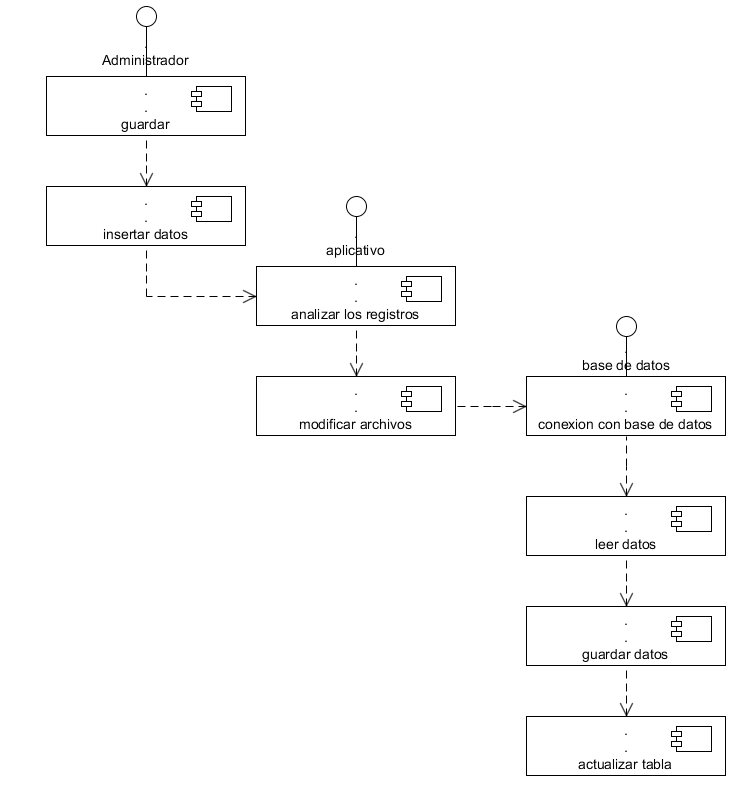 Administrador
guardar
insertar datos
aplicativo
analizar los registros
modificar archivos
base de datos
conexion con base de datos
leer datos
guardar datos
actualizar tabla